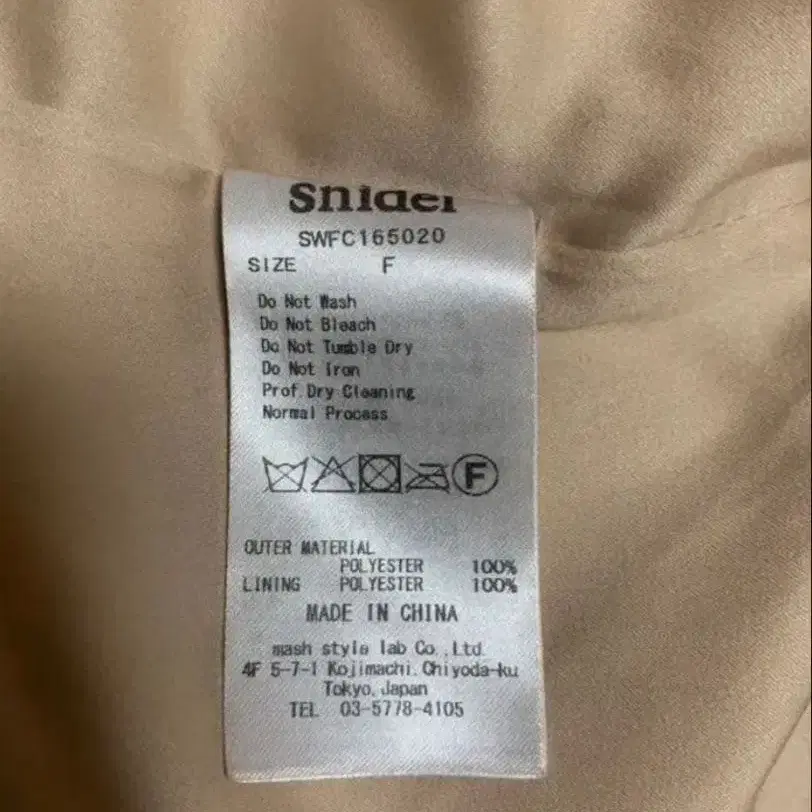 Snidel
SWFC165020
SIZE F
Do Not Wash
Do Not Bleach
Do Not Tumble Dry
Do Not Iron
Prof.Dry Cleaning
Normal Process
F
OUTER MATERIAL
POLYESTER 100%
LINING POLYESTER 100%
MADE IN CHINA
mash style lab Co.,Ltd.
4F 5-7-1 Kojimachi.Chiyoda-ku
Tokyo,Japan
TEL 03-5778-4105